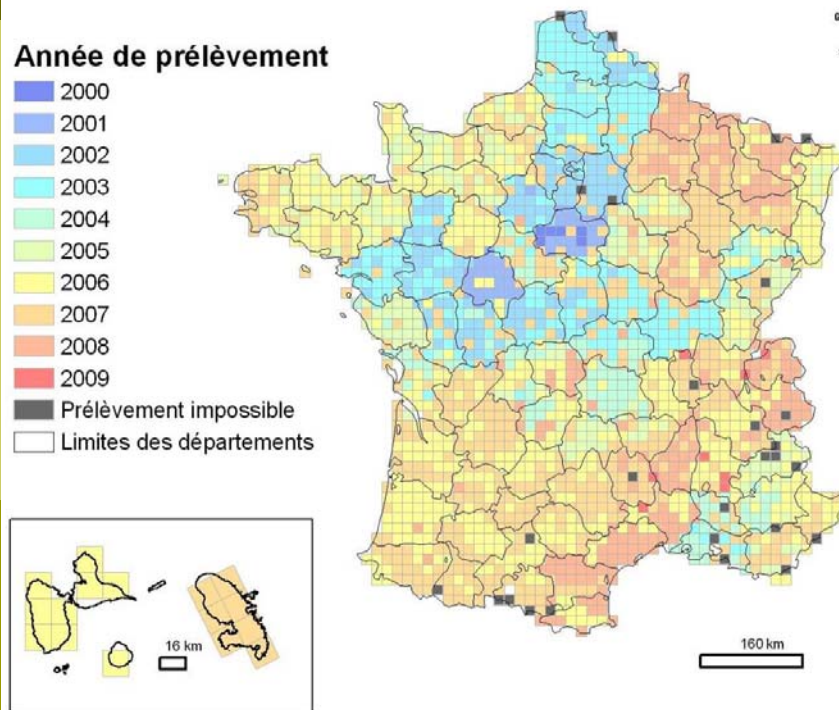 Année de prélèvement
2000
2001
2002
2003
2004
2005
2006
2007
2008
2009
Prélèvement impossible
Limites des départements
16 km
160 km